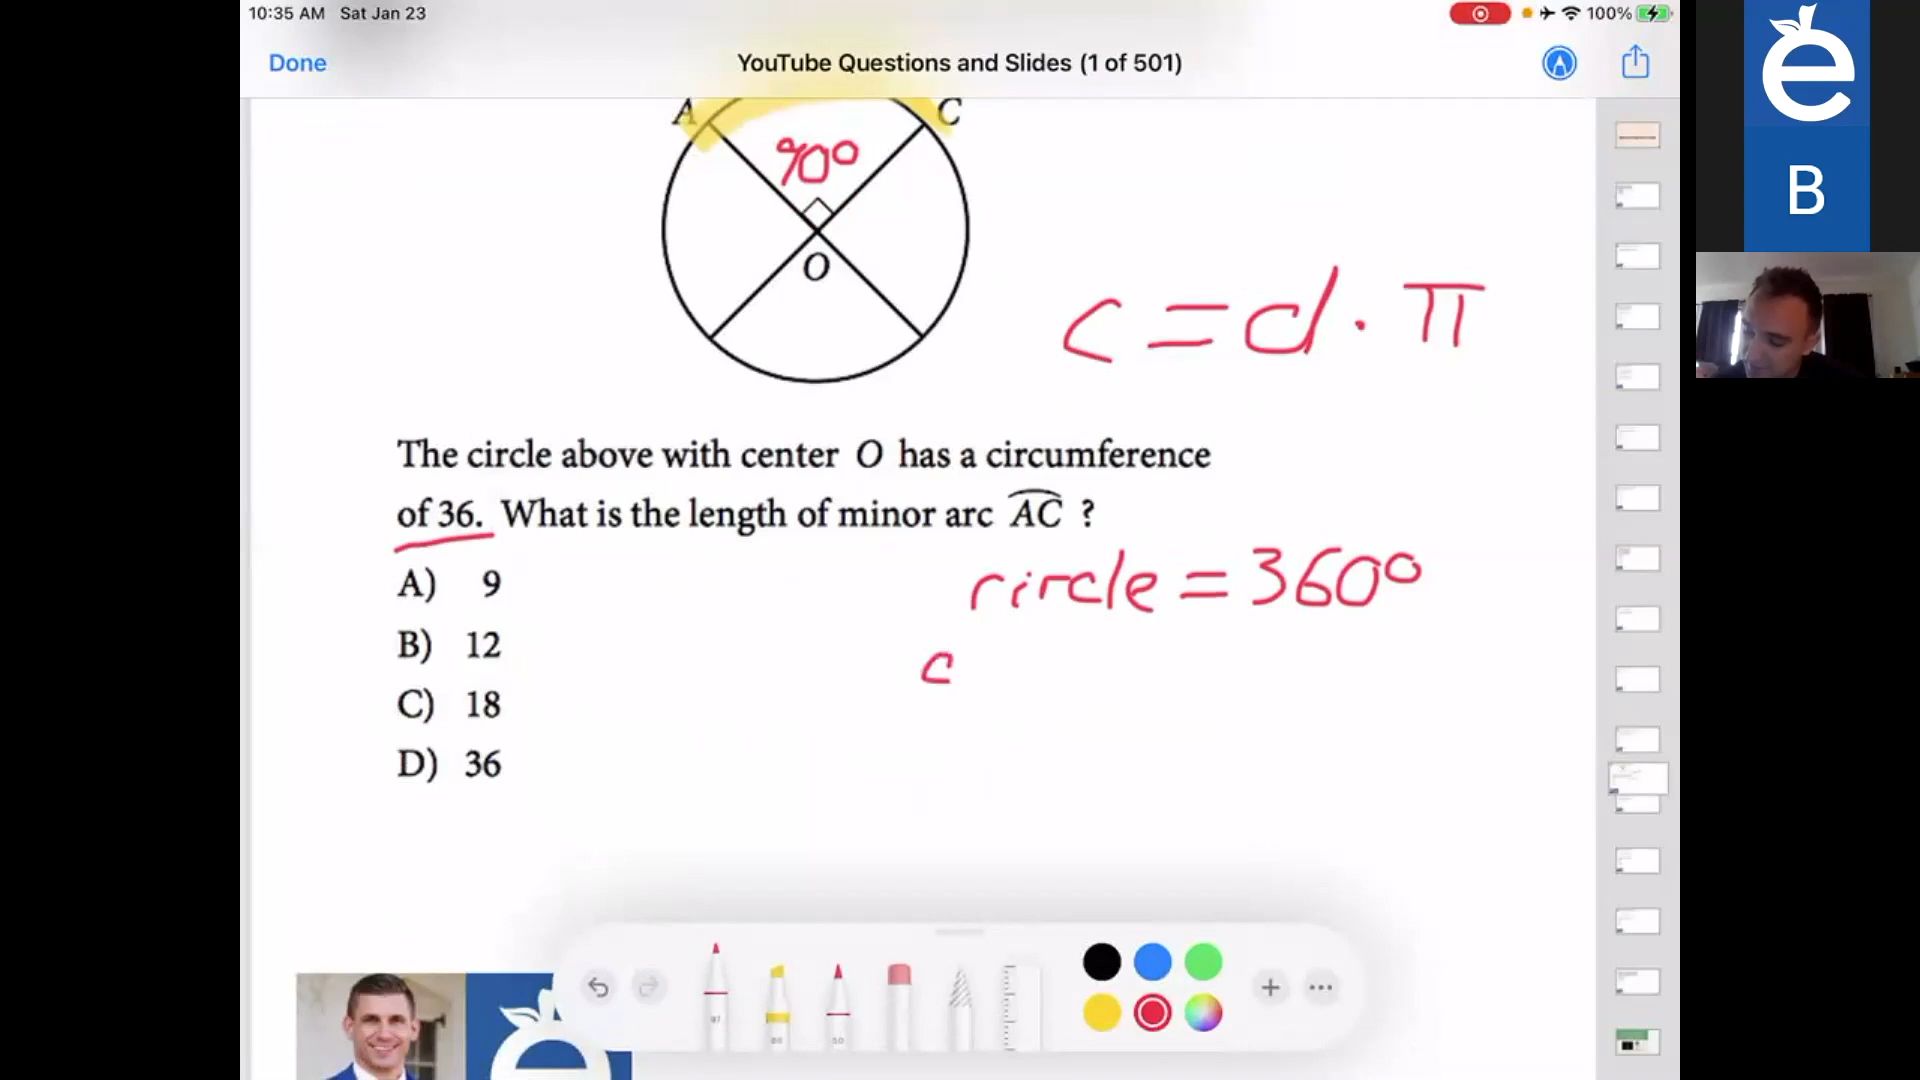 10:35 AM Sat Jan 23
100%
Done
YouTube Questions and Slides (1 of 501)
e
B
A
C
90°
O
c = d · π
The circle above with center O has a circumference
of 36. What is the length of minor arc AC ?
circle = 360°
A) 9
c
B) 12
C) 18
D) 36